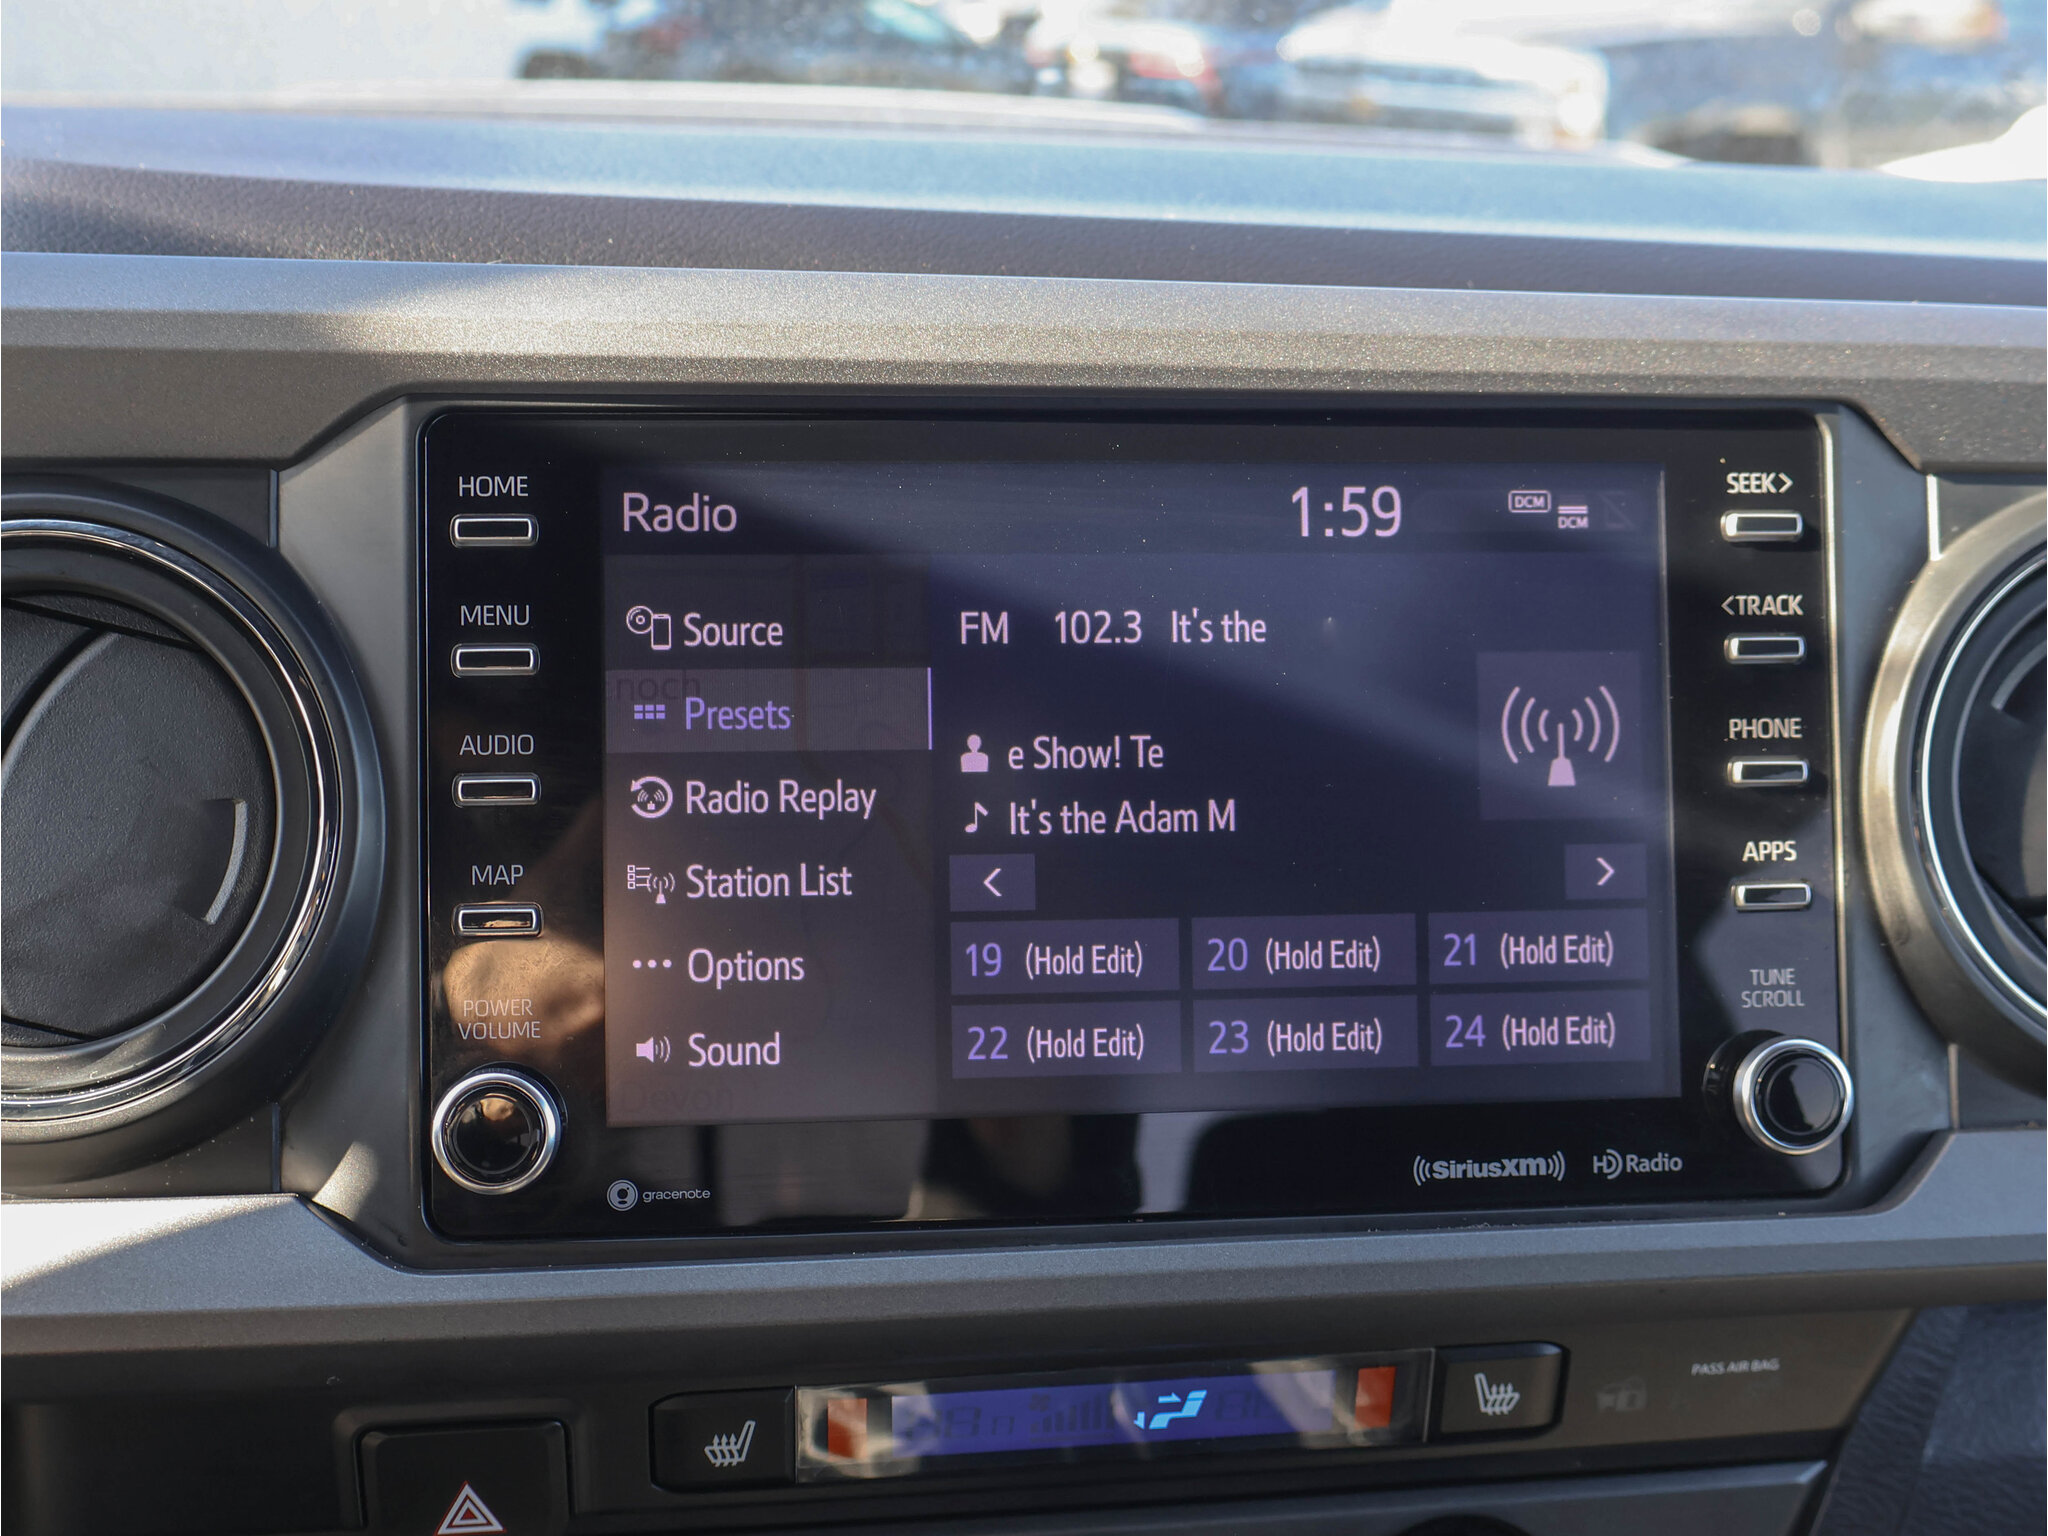 HOME
MENU
AUDIO
MAP
POWER
VOLUME
Radio
1:59
DCM
DCM
Source
Presets
Radio Replay
Station List
Options
Sound
FM 102.3 It's the
e Show! Te
It's the Adam M
< >
19 (Hold Edit) 20 (Hold Edit) 21 (Hold Edit)
22 (Hold Edit) 23 (Hold Edit) 24 (Hold Edit)
SEEK>
<TRACK
PHONE
APPS
TUNE
SCROLL
gracenote
((SiriusXM))
HD Radio
PASS AIR BAG